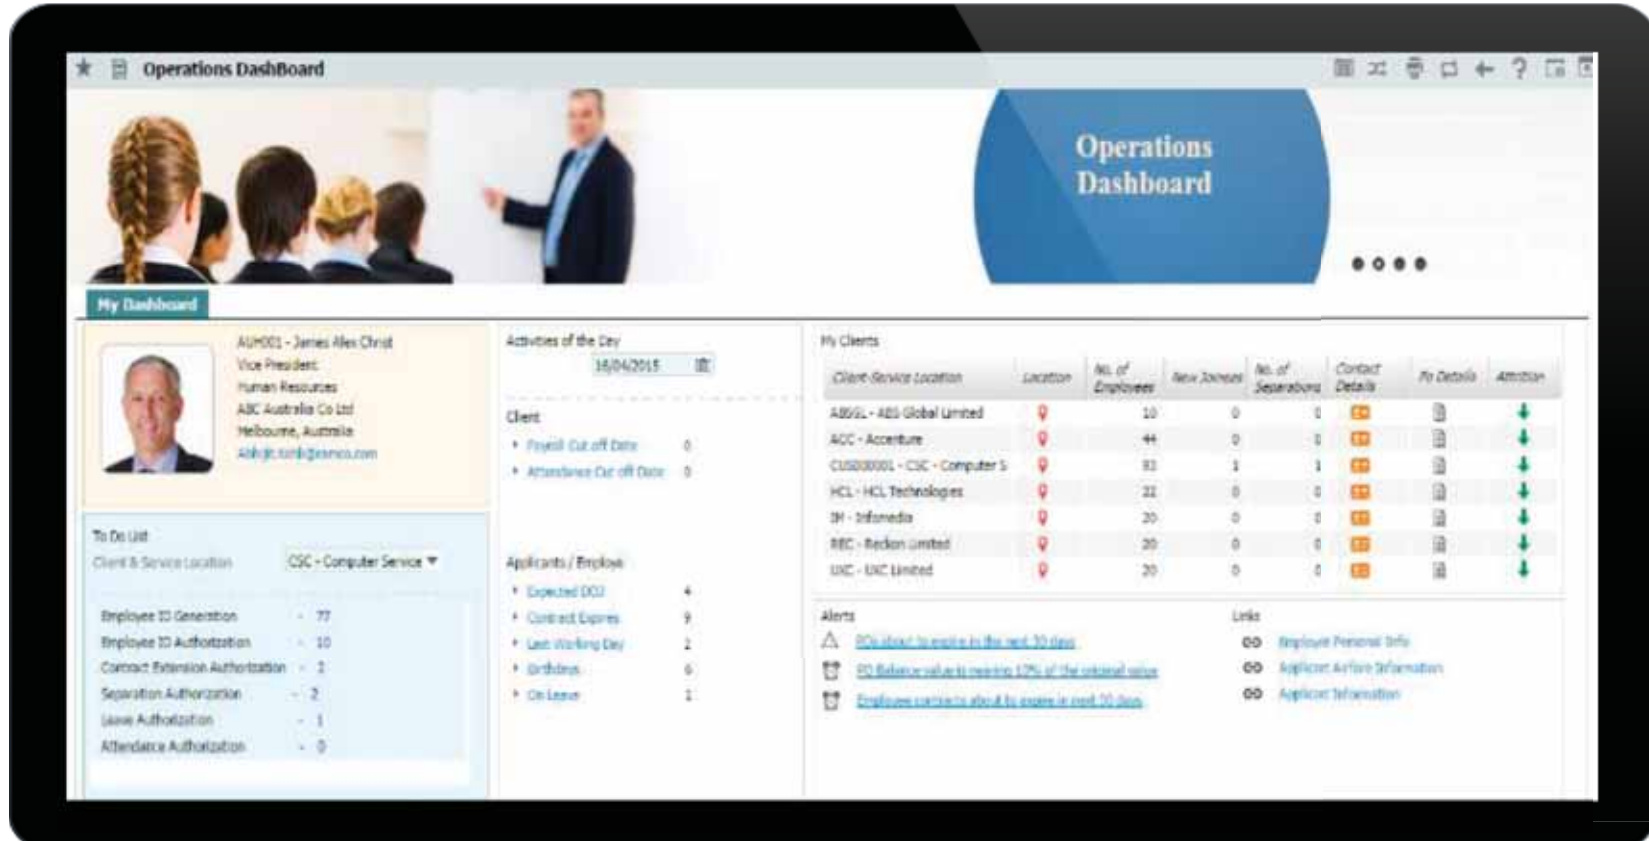 Operations DashBoard
Operations
Dashboard
My Dashboard
AUH001 - James Alex Christ
Vice President
Human Resources
ABC Australia Co Ltd
Melbourne, Australia
To Do List
Client & Service Location
CSC - Computer Service
Employee ID Generation - 77
Employee ID Authorization - 10
Contract Extension Authorization -
Separation Authorization - 2
Leave Authorization - 1
Attendance Authorization - 0
Activities of the Day
16/04/2015
Client
Payroll Cut off Date 0
Attendance Cut off Date 0
Applicants / Employe
Expected DOJ 4
Contract Expires 9
Last Working Day 2
Birthdays 6
On Leave 1
My Clients
Client-Service Location Location No. of Employees New Joinees No. of Separations Contact Details Po Details Attrition
ABSGL - ABS Global Limited 10 0 0
ACC - Accenture 44 0 0
CUS000001 - CSC - Computer S 93 1 1
HCL - HCL Technologies 22 0 0
IM - Infomedia 20 0 0
REC - Limited 20 0 0
UXC - UXC Limited 20 0 0
Alerts
POs about to expire in the next 30 days
PO Balance value is nearing 10% of the original value
Employee contracts about to expire in next 30 days
Links
Employee Personal Info
Applicant Information
Applicant Information